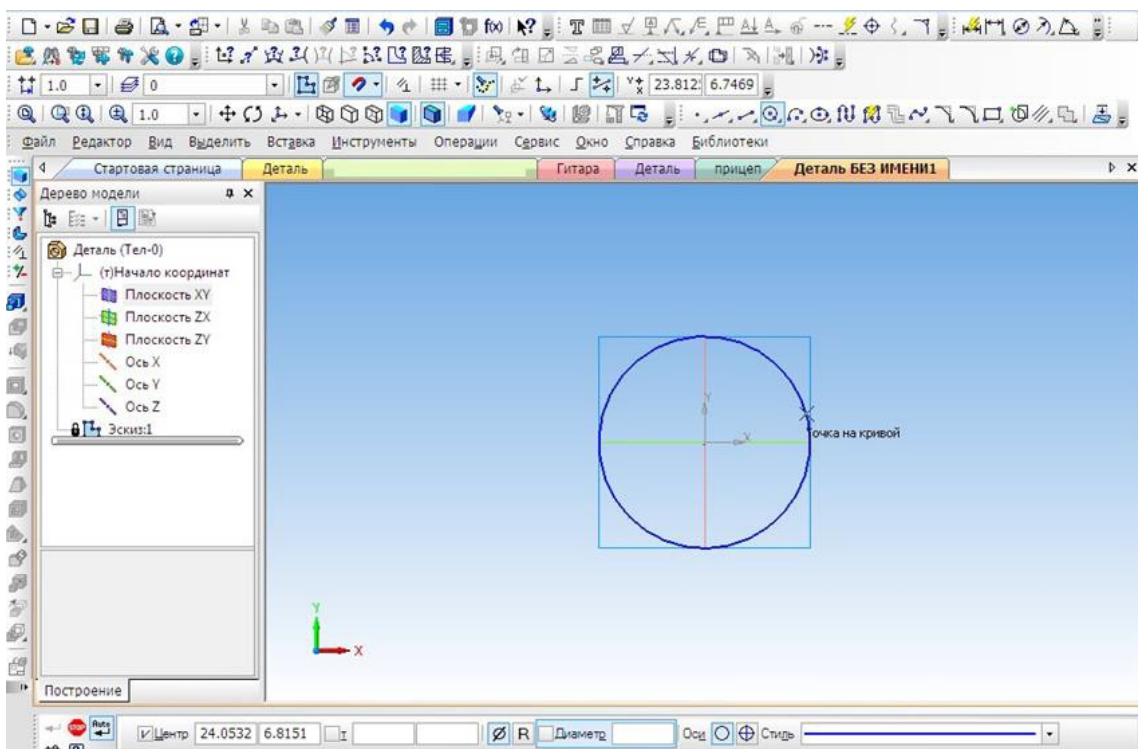 f(x)
1.0 0 23.812: 6.7469
1.0
Файл Редактор Вид Выделить Вставка Инструменты Операции Сервис Окно Справка Библиотеки
Стартовая страница Деталь Гитара Деталь прицеп Деталь БЕЗ ИМЕНИ1
Дерево модели
Деталь (Тел-0)
(т)Начало координат
Плоскость XY
Плоскость ZX
Плоскость ZY
Ось X
Ось Y
Ось Z
Эскиз:1
Y
X
очка на кривой
Y
X
Построение
STOP Auto Центр 24.0532 6.8151 т Ø R Диаметр Оси Стиль